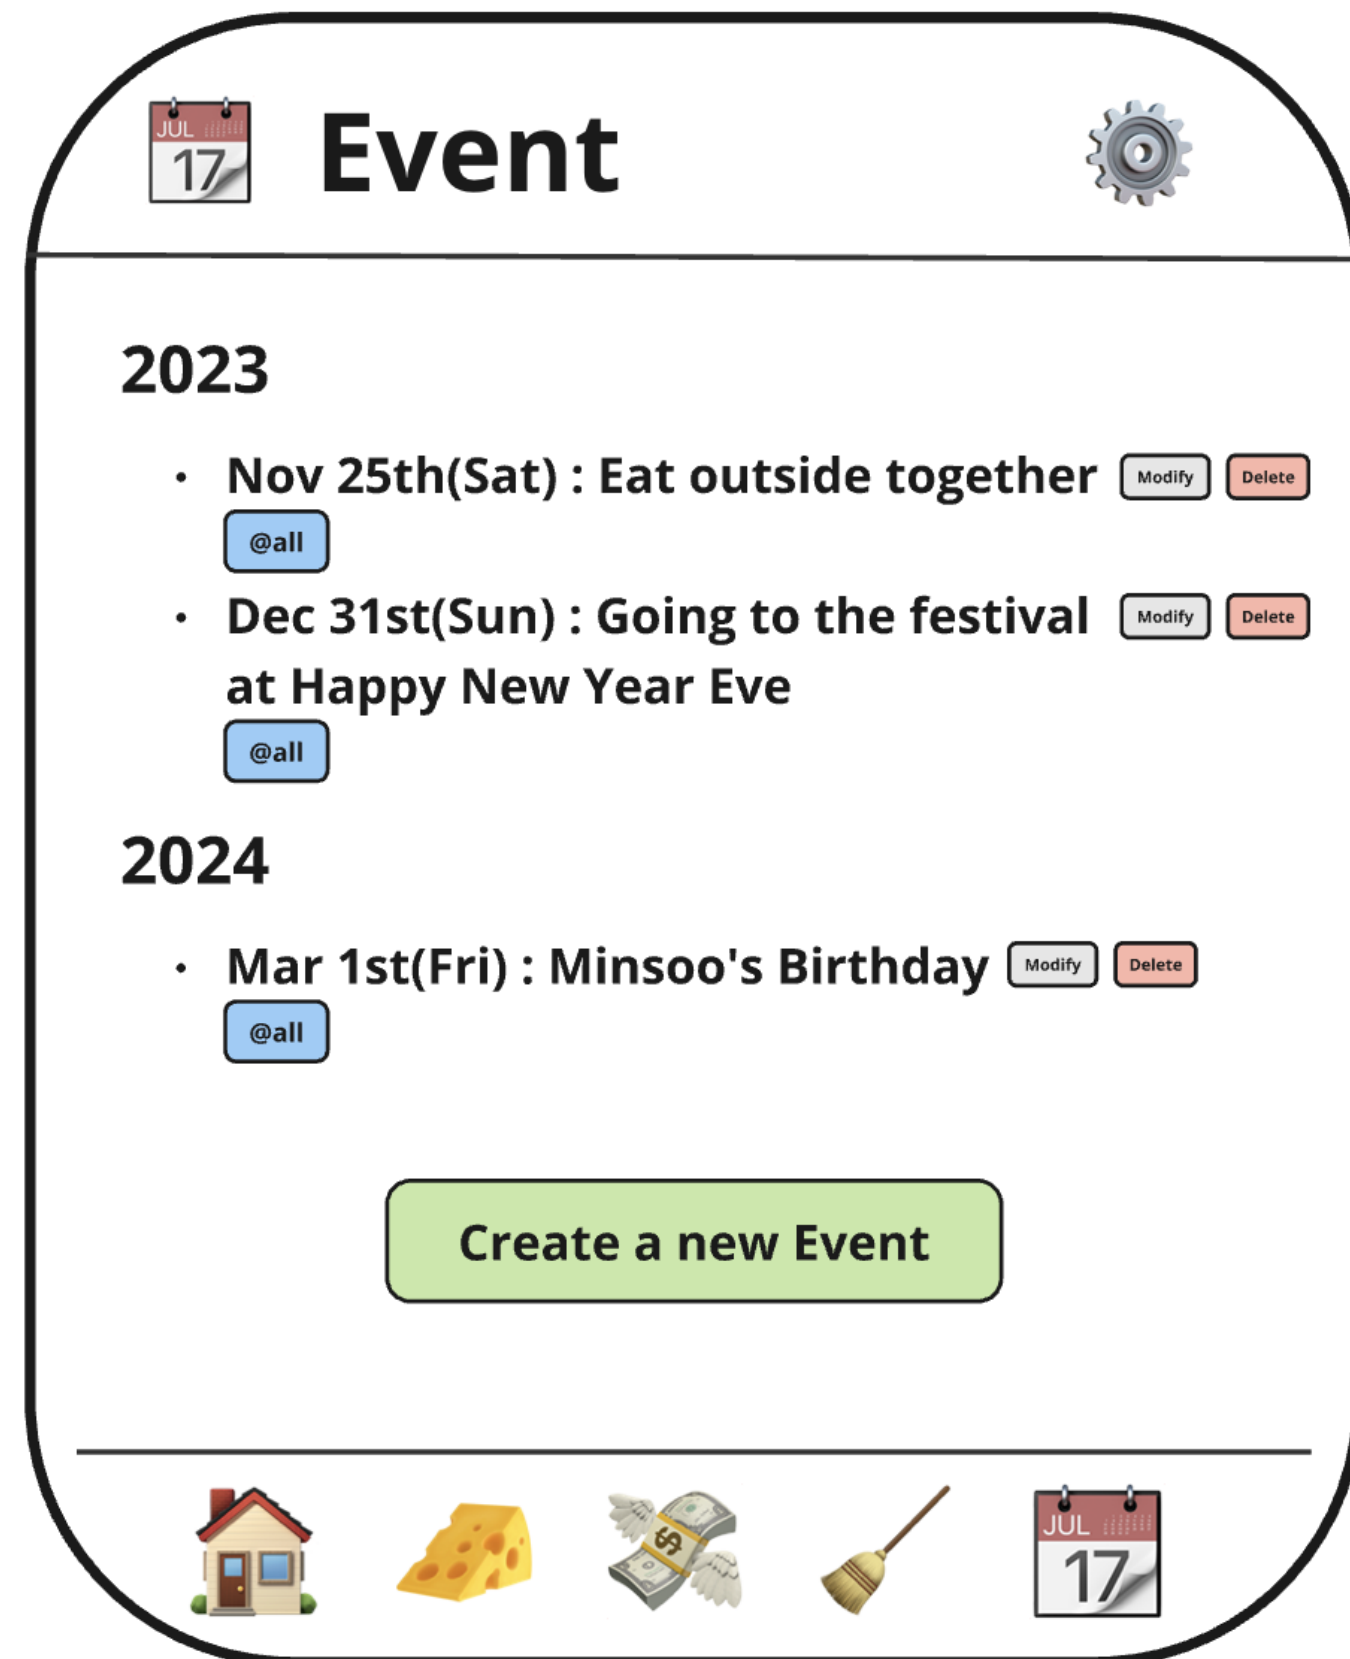 JUL
17
Event
2023
· Nov 25th(Sat) : Eat outside together Modify Delete
@all
· Dec 31st(Sun) : Going to the festival Modify Delete
at Happy New Year Eve
@all
2024
· Mar 1st(Fri) : Minsoo's Birthday Modify Delete
@all
Create a new Event
$
JUL
17